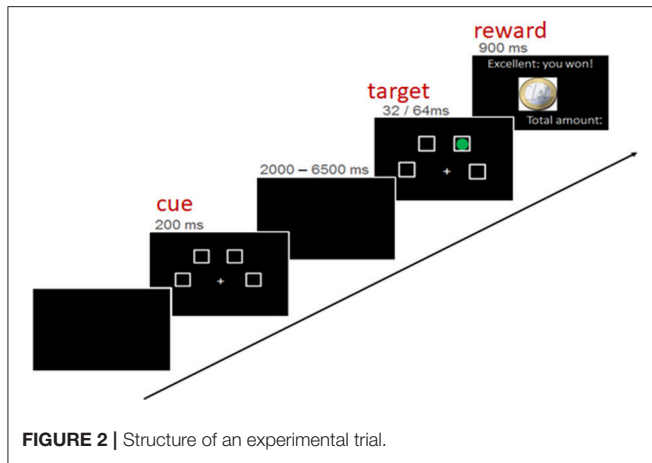 reward
900 ms
Excellent: you won!
Total amount:
target
32 / 64ms
2000 – 6500 ms
cue
200 ms
FIGURE 2 | Structure of an experimental trial.